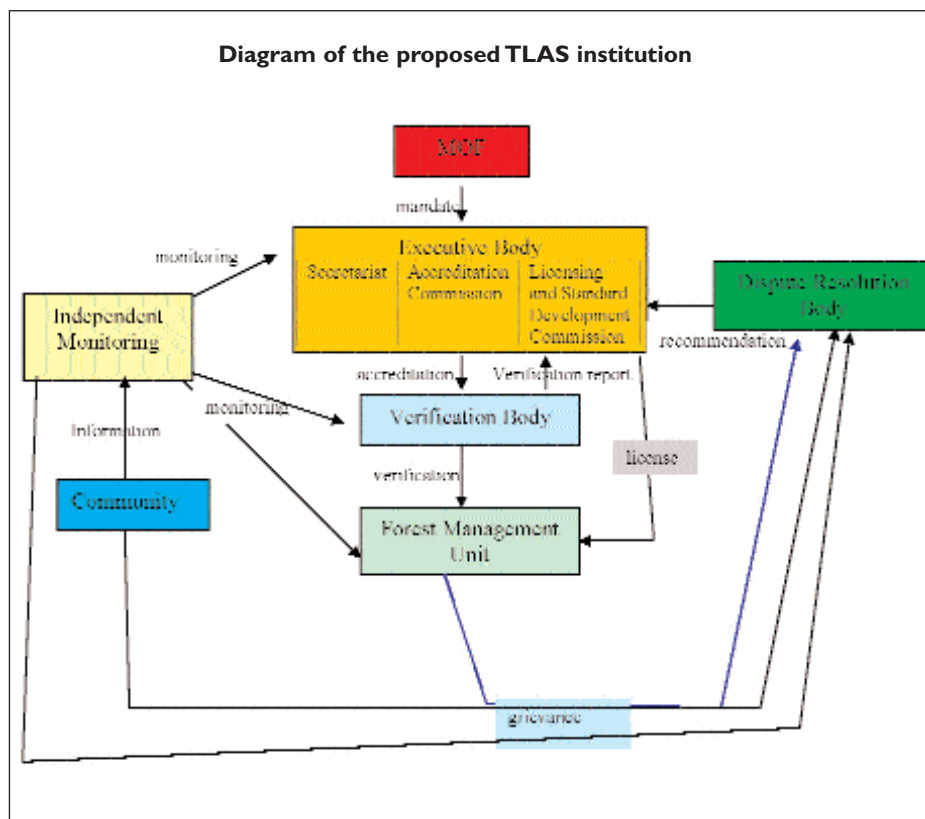 Diagram of the proposed TLAS institution
MOF
mandate
Executive Body
Secretarist
Accreditation
Commission
Licensing
and Standard
Development
Commission
monitoring
Independent
Monitoring
Dispute Resolution
Body
recommendation
accreditation
Verification report
monitoring
Information
Verification Body
license
verification
Community
Forest Management
Unit
grievance